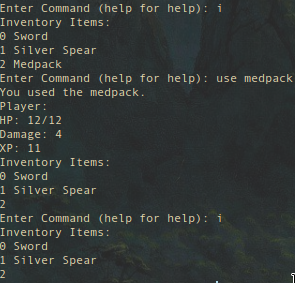 Enter Command (help for help): i
Inventory Items:
0 Sword
1 Silver Spear
2 Medpack
Enter Command (help for help): use medpack
You used the medpack.
Player:
HP: 12/12
Damage: 4
XP: 11
Inventory Items:
0 Sword
1 Silver Spear
2
Enter Command (help for help): i
Inventory Items:
0 Sword
1 Silver Spear
2